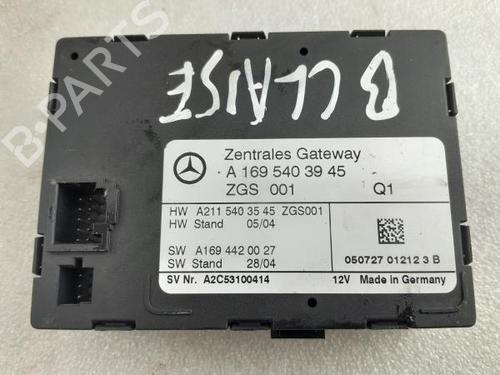 B CLAISE
B-PARTS
Zentrales Gateway
A 169 540 39 45
ZGS 001 Q1
HW A211 540 35 45 ZGS001
HW Stand 05/04
SW A169 442 00 27
SW Stand 28/04
050727 01212 3 B
SV Nr. A2C53100414 12V Made in Germany